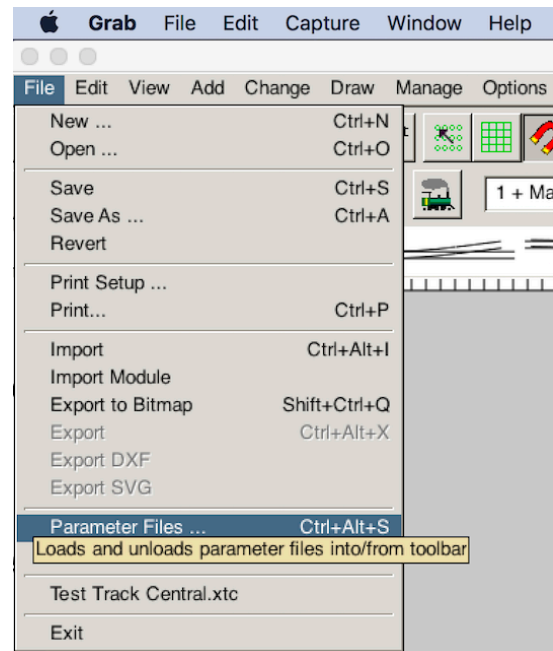 Grab File Edit Capture Window Help
File Edit View Add Change Draw Manage Options
New ... Ctrl+N
Open ... Ctrl+O
1 + Ma
Save Ctrl+S
Save As ... Ctrl+A
Revert
Print Setup ...
Print... Ctrl+P
Import Ctrl+Alt+I
Import Module
Export to Bitmap Shift+Ctrl+Q
Export Ctrl+Alt+X
Export DXF
Export SVG
Parameter Files ... Ctrl+Alt+S
Loads and unloads parameter files into/from toolbar
Test Track Central.xtc
Exit